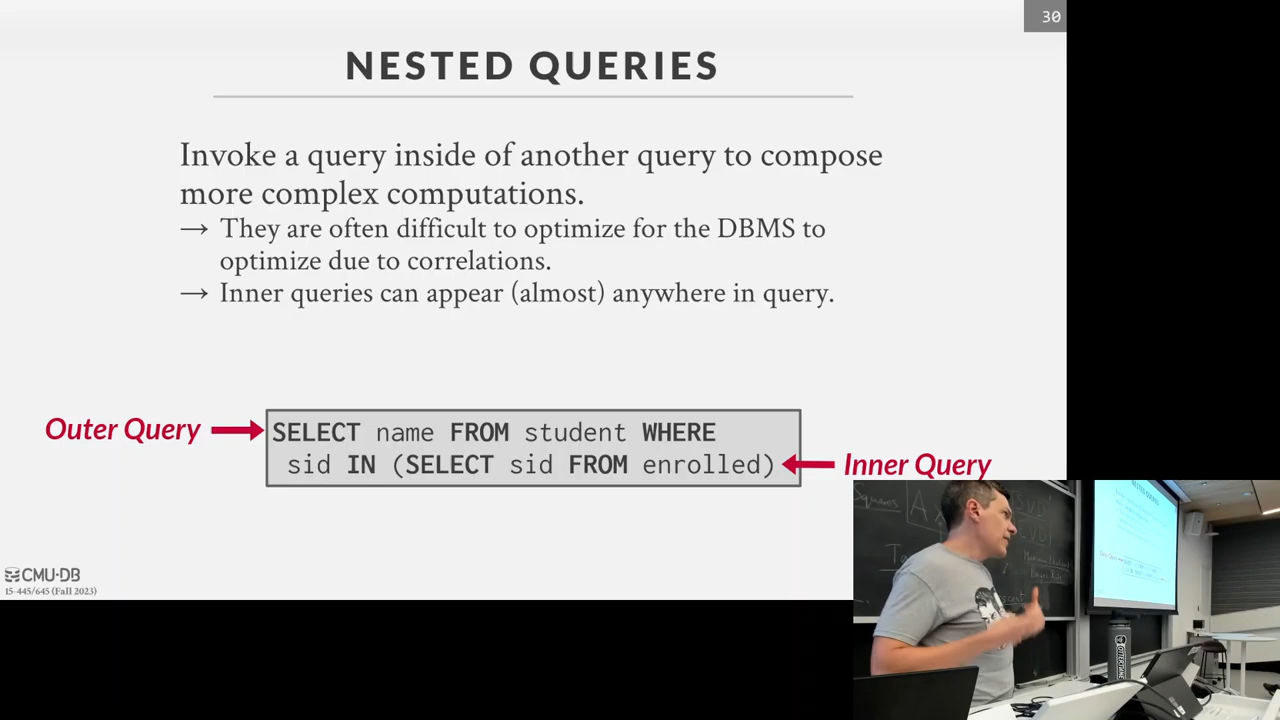 30
NESTED QUERIES
Invoke a query inside of another query to compose
more complex computations.
→ They are often difficult to optimize for the DBMS to
optimize due to correlations.
→ Inner queries can appear (almost) anywhere in query.
Outer Query
SELECT name FROM student WHERE
sid IN (SELECT sid FROM enrolled)
Inner Query
CMU·DB
15-445/645 (Fall 2023)
Squares
NESTED QUERIES